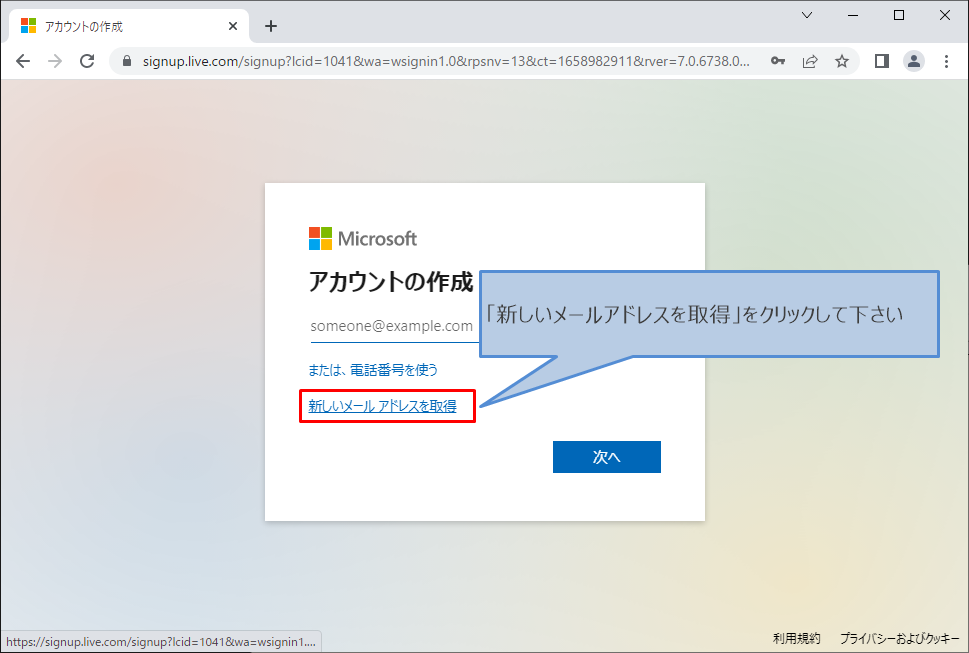 アカウントの作成
signup.live.com/signup?lcid=1041&wa=wsignin1.0&rpsnv=13&ct=1658982911&rver=7.0.6738.0...
Microsoft
アカウントの作成
someone@example.com
「新しいメールアドレスを取得」をクリックして下さい
または、電話番号を使う
新しいメール アドレスを取得
次へ
https://signup.live.com/signup?lcid=1041&wa=wsignin1....
利用規約 プライバシーおよびクッキー